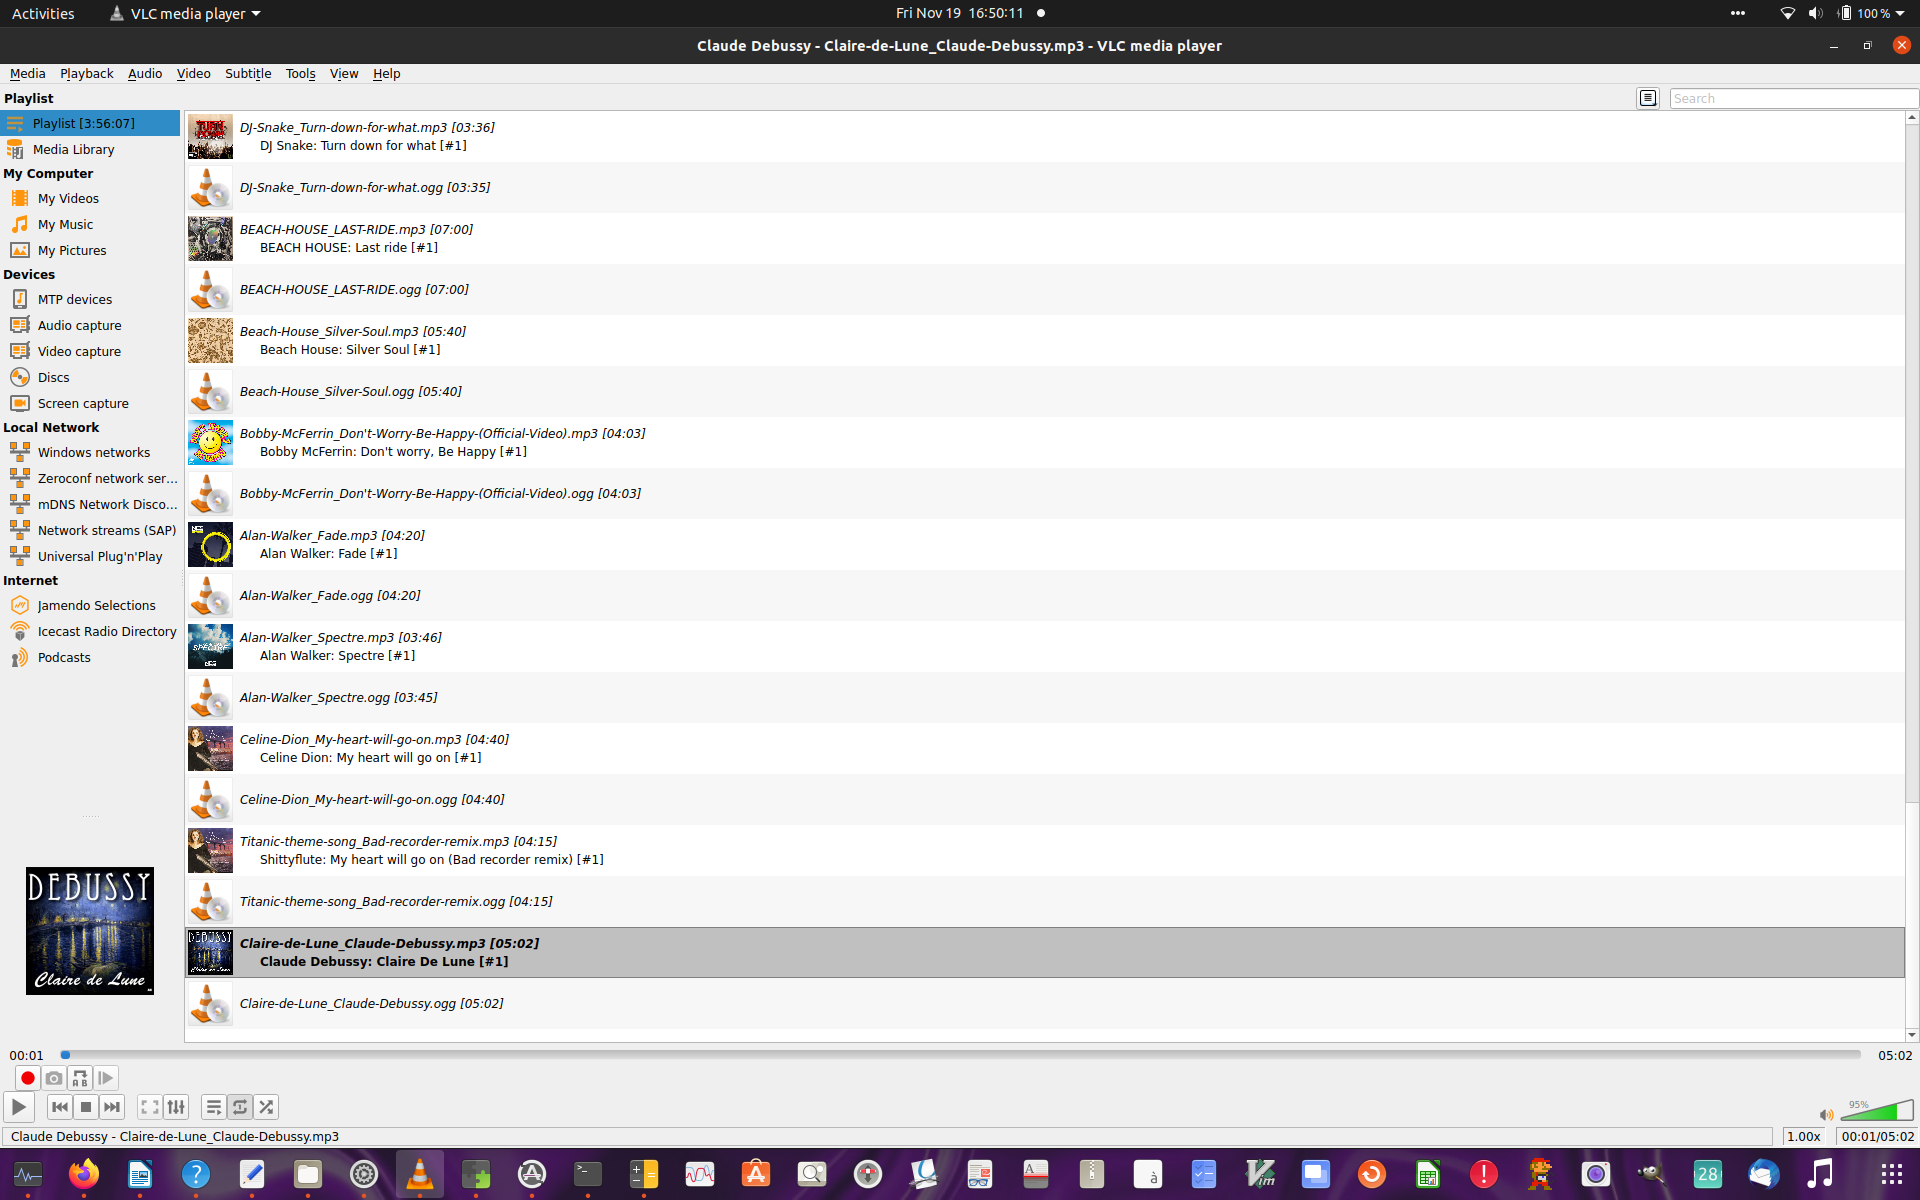 Activities
VLC media player
Fri Nov 19 16:50:11
100 %
Claude Debussy - Claire-de-Lune_Claude-Debussy.mp3 - VLC media player
Media Playback Audio Video Subtitle Tools View Help
Playlist
Search
Playlist [3:56:07]
Media Library
My Computer
My Videos
My Music
My Pictures
Devices
MTP devices
Audio capture
Video capture
Discs
Screen capture
Local Network
Windows networks
Zeroconf network ser...
mDNS Network Disco...
Network streams (SAP)
Universal Plug'n'Play
Internet
Jamendo Selections
Icecast Radio Directory
Podcasts
DJ-Snake_Turn-down-for-what.mp3 [03:36]
DJ Snake: Turn down for what [#1]
DJ-Snake_Turn-down-for-what.ogg [03:35]
BEACH-HOUSE_LAST-RIDE.mp3 [07:00]
BEACH HOUSE: Last ride [#1]
BEACH-HOUSE_LAST-RIDE.ogg [07:00]
Beach-House_Silver-Soul.mp3 [05:40]
Beach House: Silver Soul [#1]
Beach-House_Silver-Soul.ogg [05:40]
Bobby-McFerrin_Don't-Worry-Be-Happy-(Official-Video).mp3 [04:03]
Bobby McFerrin: Don't worry, Be Happy [#1]
Bobby-McFerrin_Don't-Worry-Be-Happy-(Official-Video).ogg [04:03]
Alan-Walker_Fade.mp3 [04:20]
Alan Walker: Fade [#1]
Alan-Walker_Fade.ogg [04:20]
SPECTRE
Alan-Walker_Spectre.mp3 [03:46]
Alan Walker: Spectre [#1]
Alan-Walker_Spectre.ogg [03:45]
Celine-Dion_My-heart-will-go-on.mp3 [04:40]
Celine Dion: My heart will go on [#1]
Celine-Dion_My-heart-will-go-on.ogg [04:40]
Titanic-theme-song_Bad-recorder-remix.mp3 [04:15]
Shittyflute: My heart will go on (Bad recorder remix) [#1]
Titanic-theme-song_Bad-recorder-remix.ogg [04:15]
DEBUSSY
Claire-de-Lune_Claude-Debussy.mp3 [05:02]
Claude Debussy: Claire De Lune [#1]
Claire-de-Lune_Claude-Debussy.ogg [05:02]
DEBUSSY
Claire de Lune
00:01
05:02
A B
95%
Claude Debussy - Claire-de-Lune_Claude-Debussy.mp3
1.00x
00:01/05:02
28